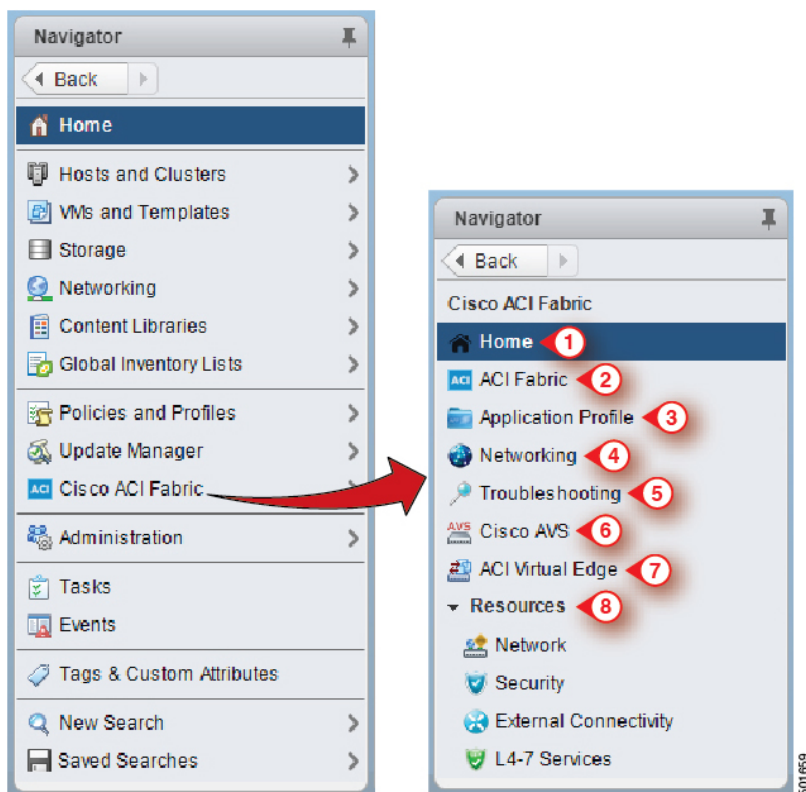 Navigator
Back
Home
Hosts and Clusters
VMs and Templates
Storage
Networking
Content Libraries
Global Inventory Lists
Policies and Profiles
Update Manager
ACI Cisco ACI Fabric
Administration
Tasks
Events
Tags & Custom Attributes
New Search
Saved Searches
Navigator
Back
Cisco ACI Fabric
Home 1
ACI ACI Fabric 2
Application Profile 3
Networking 4
Troubleshooting 5
AVS Cisco AVS 6
ACI Virtual Edge 7
Resources 8
Network
Security
External Connectivity
L4-7 Services
501659